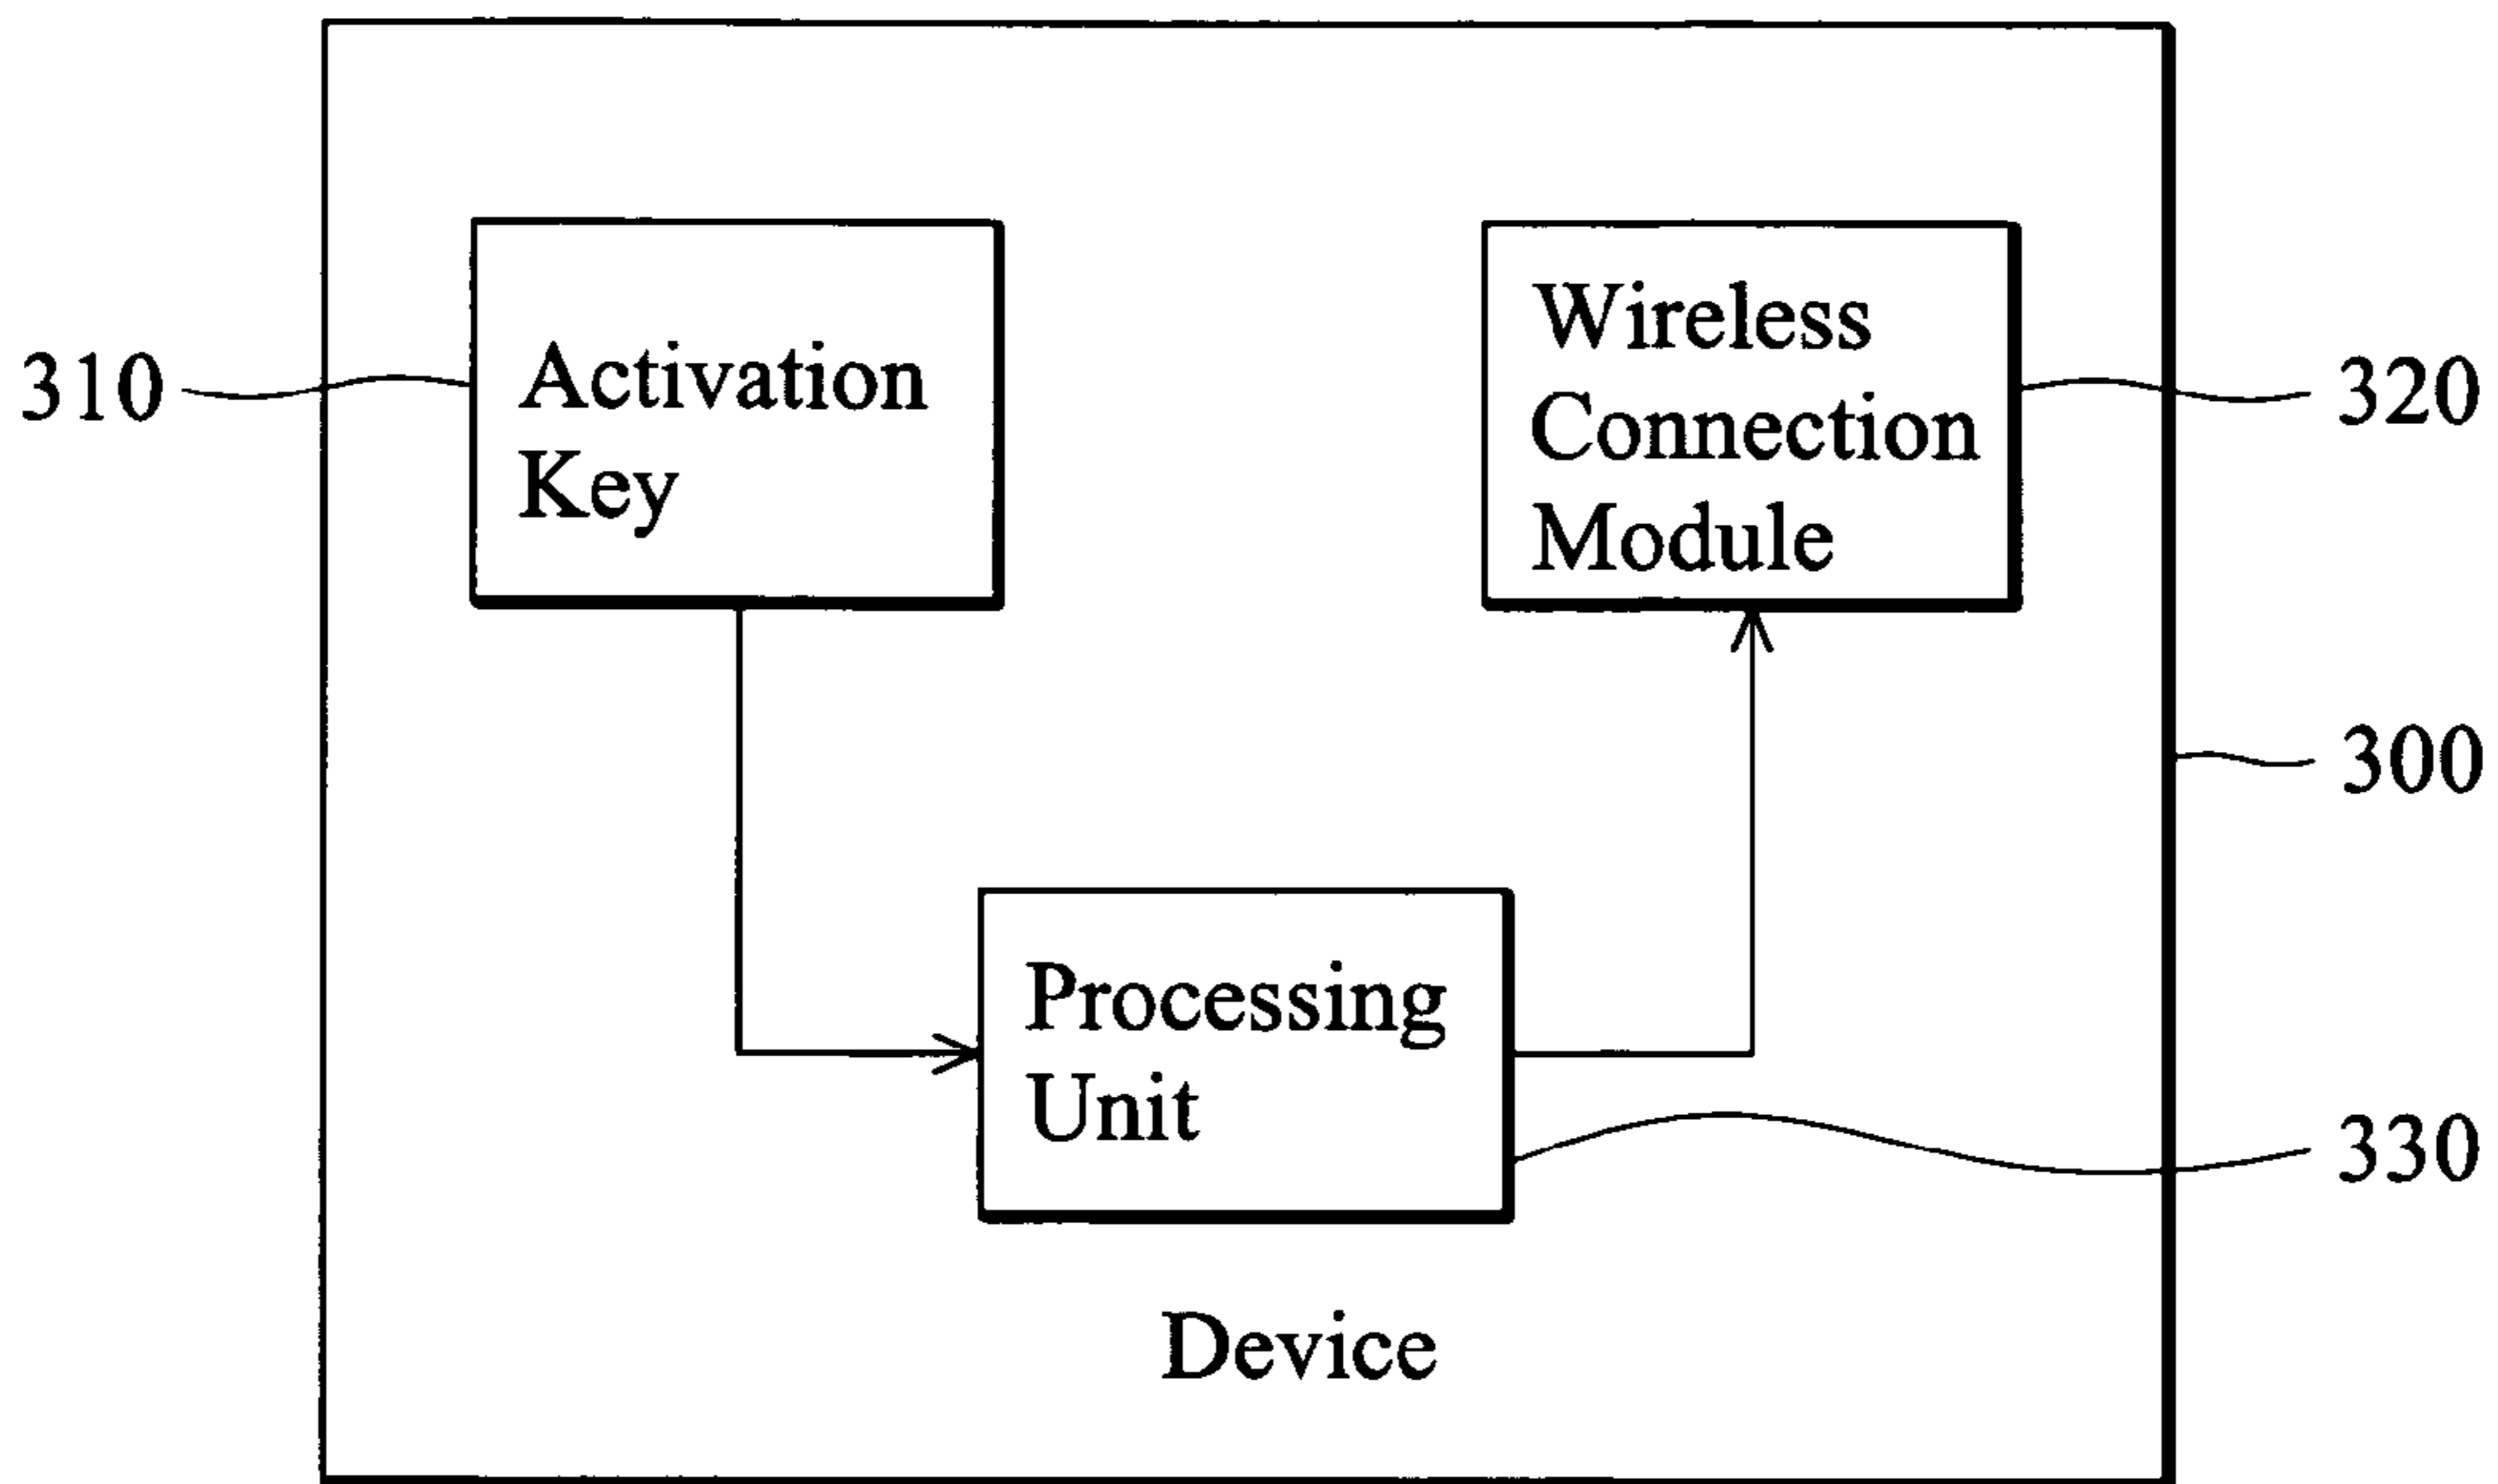 Activation
Key
Wireless
Connection
Module
310
320
300
Processing
Unit
330
Device